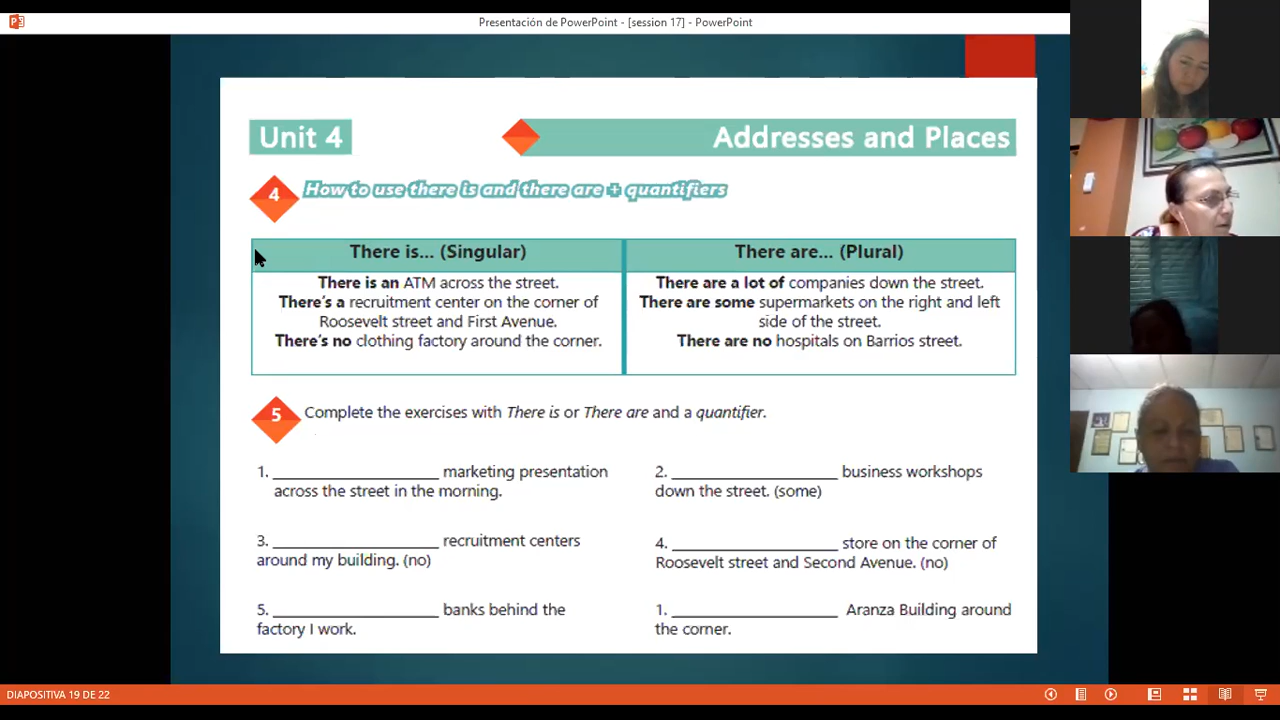 Presentación de PowerPoint - [session 17] - PowerPoint
Unit 4
Addresses and Places
4
How to use there is and there are + quantifiers
There is... (Singular)
There is an ATM across the street.
There's a recruitment center on the corner of
Roosevelt street and First Avenue.
There's no clothing factory around the corner.
There are... (Plural)
There are a lot of companies down the street.
There are some supermarkets on the right and left
side of the street.
There are no hospitals on Barrios street.
5
Complete the exercises with There is or There are and a quantifier.
1. __________________ marketing presentation
across the street in the morning.
2. __________________ business workshops
down the street. (some)
3. __________________ recruitment centers
around my building. (no)
4. __________________ store on the corner of
Roosevelt street and Second Avenue. (no)
5. __________________ banks behind the
factory I work.
1. __________________ Aranza Building around
the corner.
DIAPOSITIVA 19 DE 22